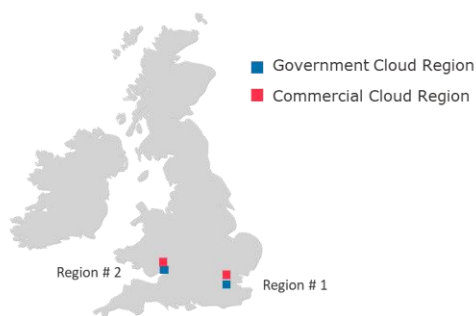 Government Cloud Region
Commercial Cloud Region
Region # 2
Region # 1